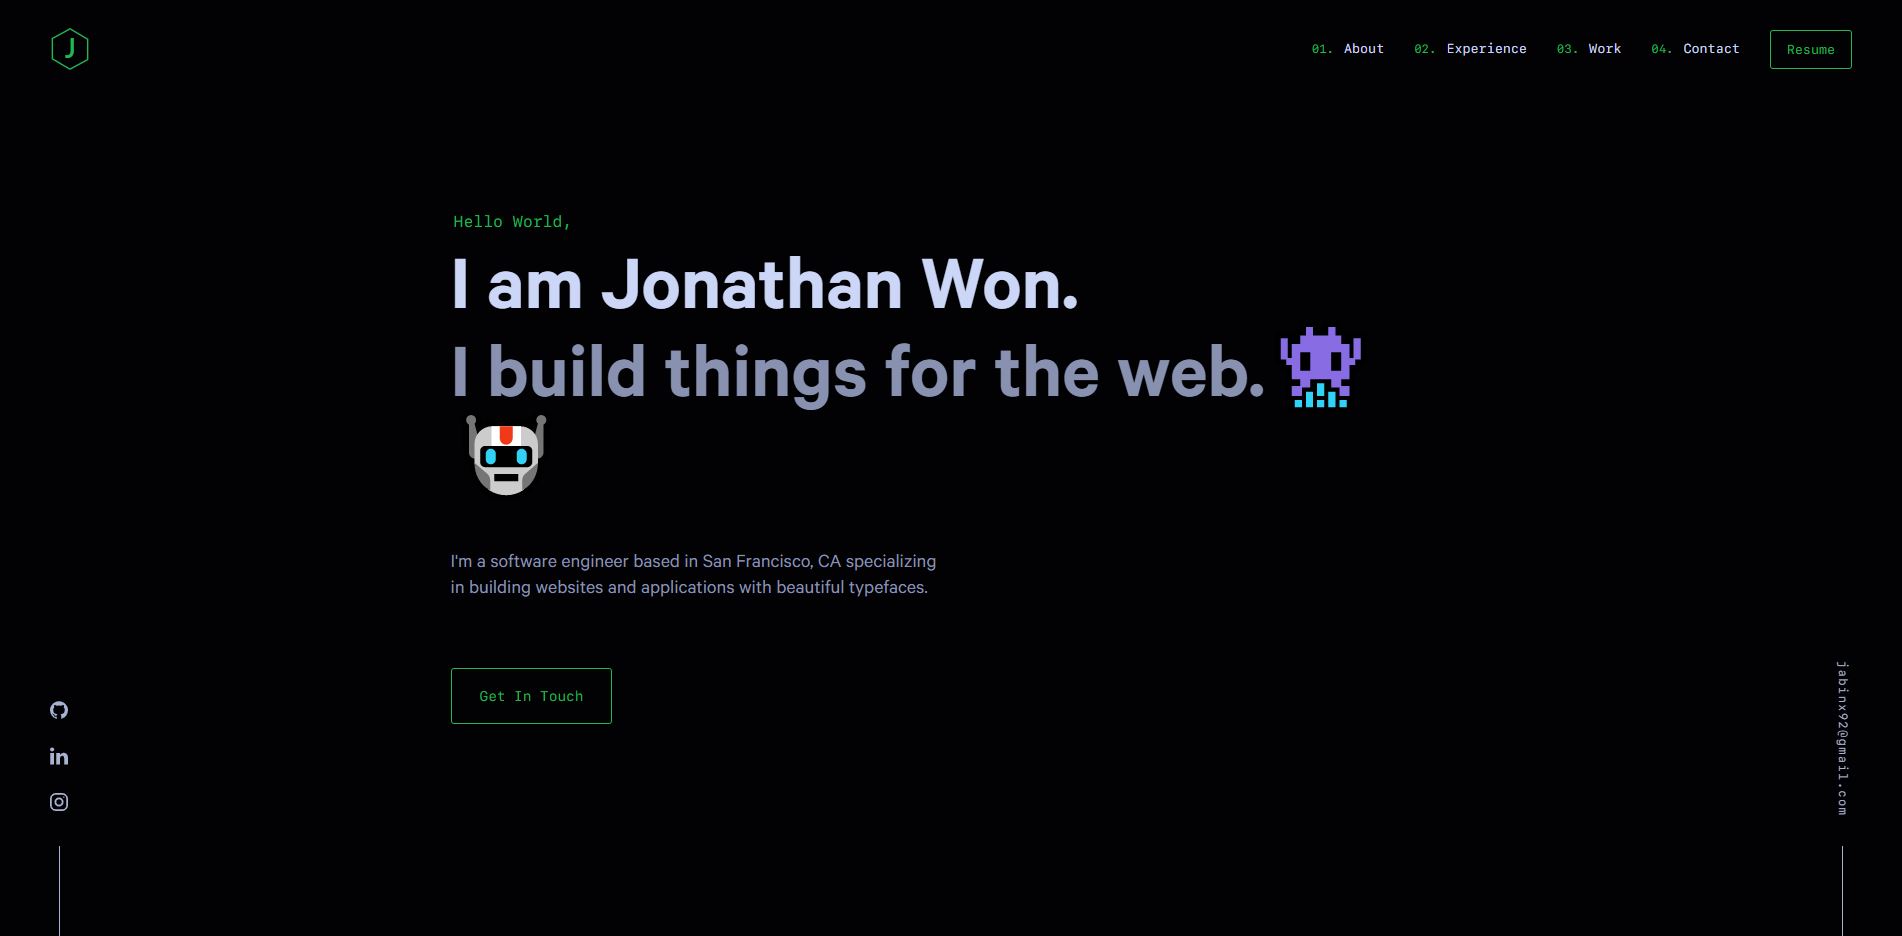 J
01. About 02. Experience 03. Work 04. Contact Resume
Hello World,
I am Jonathan Won.
I build things for the web.
I'm a software engineer based in San Francisco, CA specializing
in building websites and applications with beautiful typefaces.
Get In Touch
in
jabinx92@gmail.com